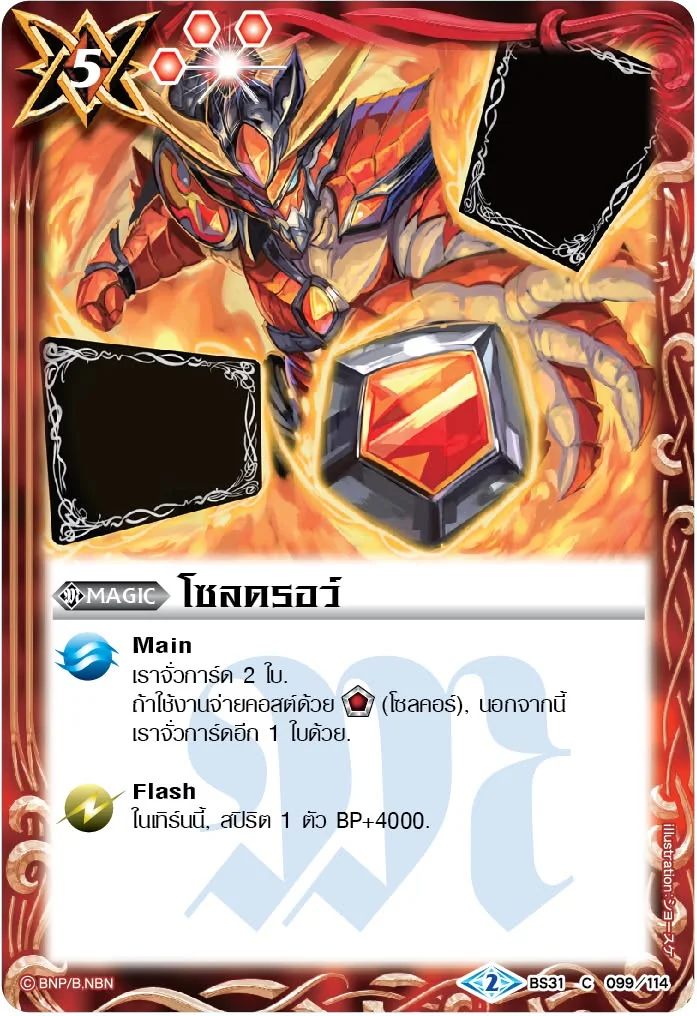 5
MAGIC โซลดรอว์
Main
เราจั่วการ์ด 2 ใบ.
ถ้าใช้งานจ่ายคอสต์ด้วย (โซลคอร์), นอกจากนี้
เราจั่วการ์ดอีก 1 ใบด้วย.
Flash
ในเทิร์นนี้, สปิริต 1 ตัว BP+4000.
illustration:ショースケ
© BNP/B,NBN
2 BS31 C 099/114